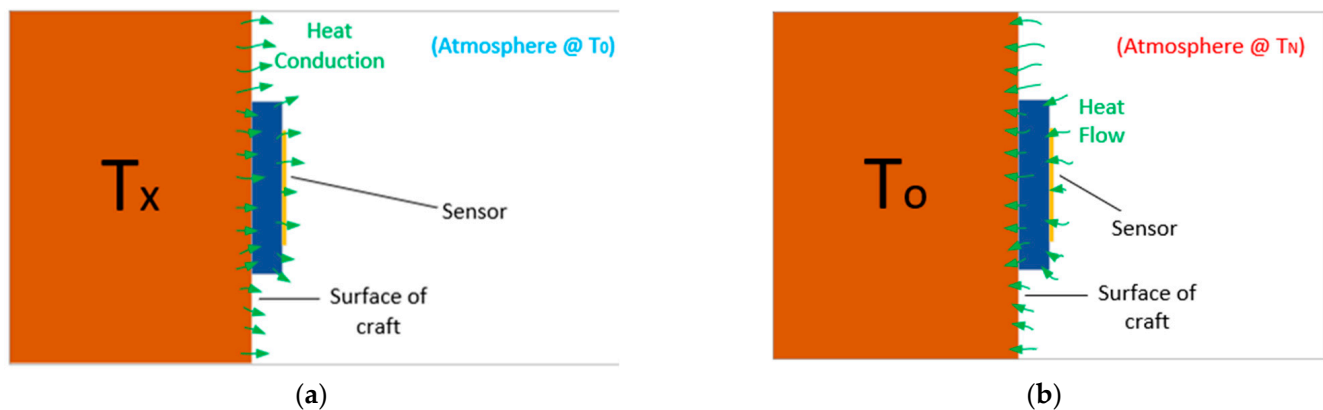 Heat
Conduction
(Atmosphere @ T₀)
Tx
Sensor
Surface of
craft
(a)
(Atmosphere @ TN)
Heat
Flow
To
Sensor
Surface of
craft
(b)